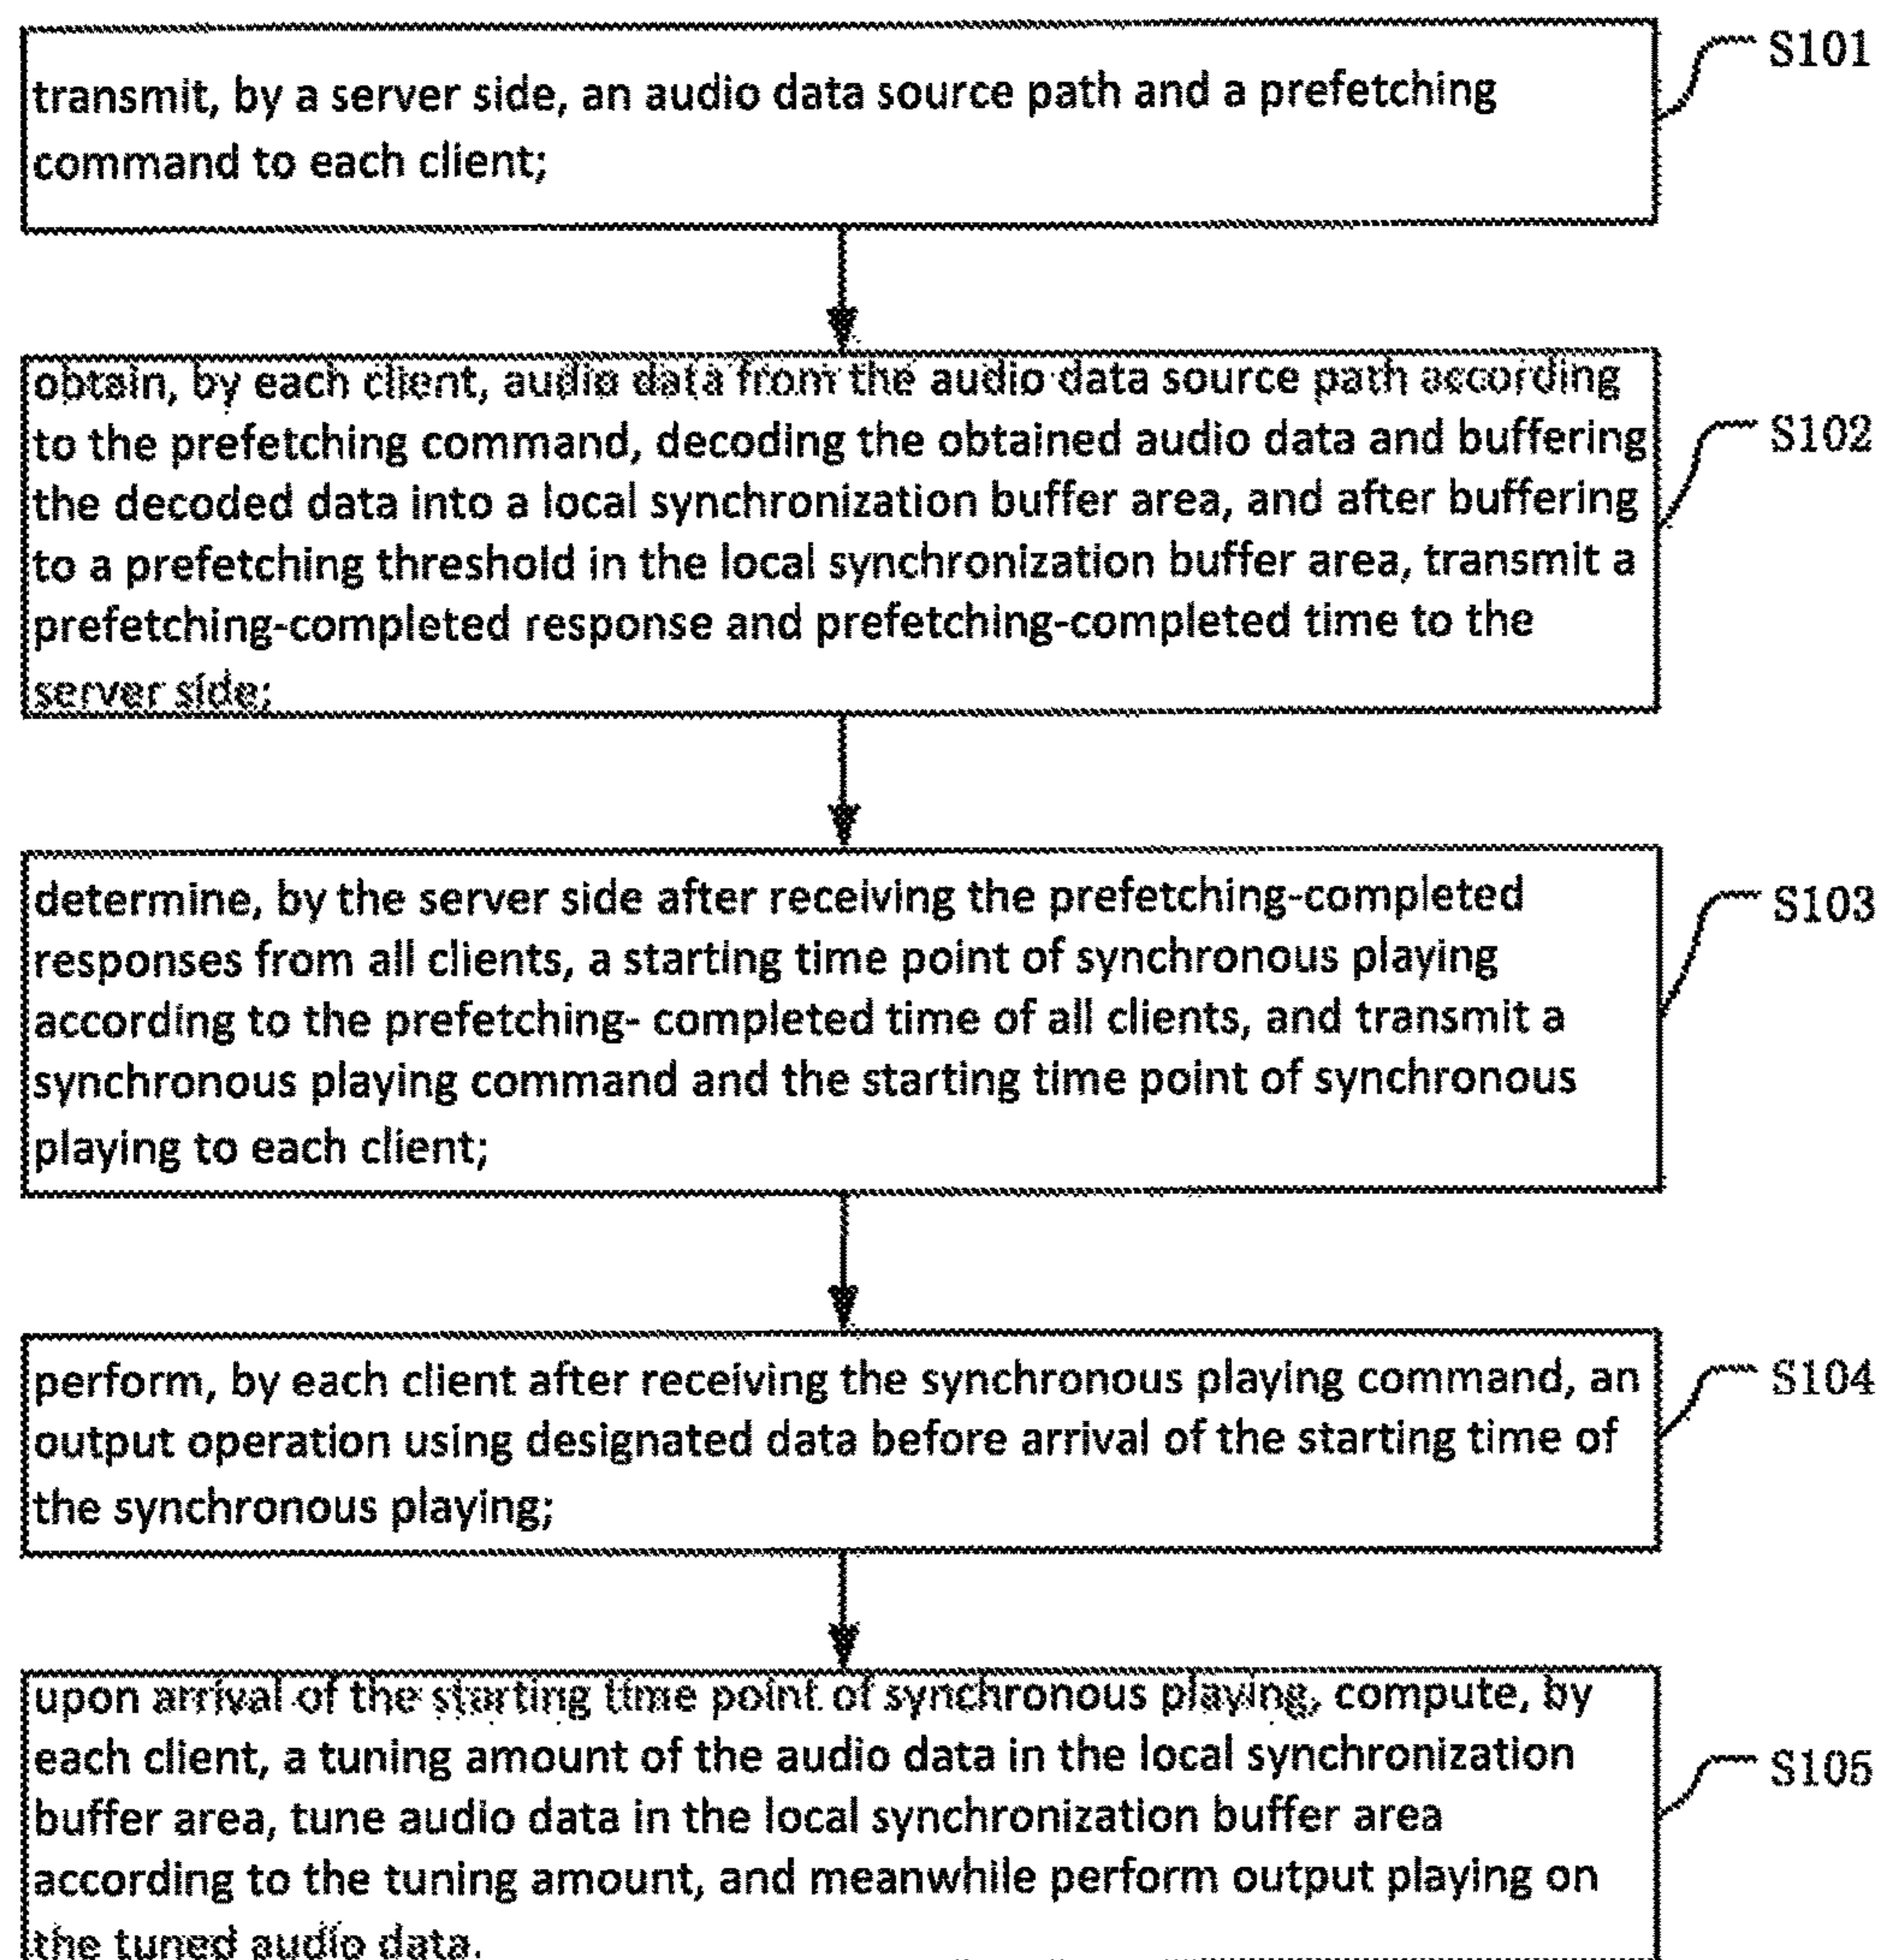 transmit, by a server side, an audio data source path and a prefetching
command to each client;
S101
obtain, by each client, audio data from the audio data source path according
to the prefetching command, decoding the obtained audio data and buffering
the decoded data into a local synchronization buffer area, and after buffering
to a prefetching threshold in the local synchronization buffer area, transmit a
prefetching-completed response and prefetching-completed time to the
server side;
S102
determine, by the server side after receiving the prefetching-completed
responses from all clients, a starting time point of synchronous playing
according to the prefetching- completed time of all clients, and transmit a
synchronous playing command and the starting time point of synchronous
playing to each client;
S103
perform, by each client after receiving the synchronous playing command, an
output operation using designated data before arrival of the starting time of
the synchronous playing;
S104
upon arrival of the starting time point of synchronous playing, compute, by
each client, a tuning amount of the audio data in the local synchronization
buffer area, tune audio data in the local synchronization buffer area
according to the tuning amount, and meanwhile perform output playing on
the tuned audio data.
S105